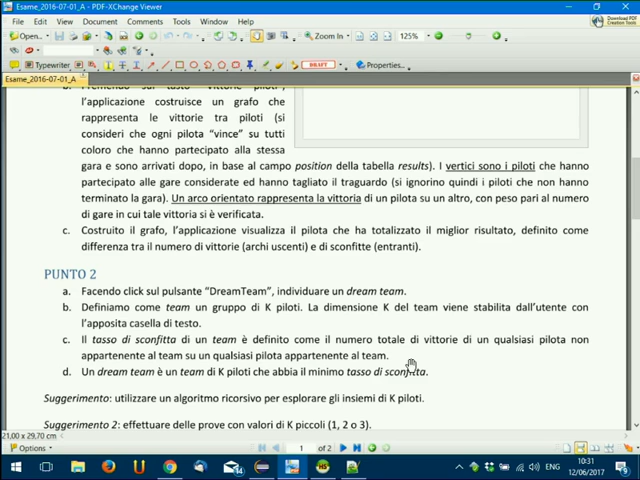 Esame_2016-07-01_A - PDF-XChange Viewer
File Edit View Document Comments Tools Window Help
Open... Zoom In 125%
Typewriter DRAFT Properties...
Esame_2016-07-01_A
l'applicazione costruisce un grafo che
rappresenta le vittorie tra piloti (si
consideri che ogni pilota "vince" su tutti
coloro che hanno partecipato alla stessa
gara e sono arrivati dopo, in base al campo position della tabella results). I vertici sono i piloti che hanno
partecipato alle gare considerate ed hanno tagliato il traguardo (si ignorino quindi i piloti che non hanno
terminato la gara). Un arco orientato rappresenta la vittoria di un pilota su un altro, con peso pari al numero
di gare in cui tale vittoria si è verificata.
c. Costruito il grafo, l'applicazione visualizza il pilota che ha totalizzato il miglior risultato, definito come
differenza tra il numero di vittorie (archi uscenti) e di sconfitte (entranti).
PUNTO 2
a. Facendo click sul pulsante "DreamTeam", individuare un dream team.
b. Definiamo come team un gruppo di K piloti. La dimensione K del team viene stabilita dall'utente con
l'apposita casella di testo.
c. Il tasso di sconfitta di un team è definito come il numero totale di vittorie di un qualsiasi pilota non
appartenente al team su un qualsiasi pilota appartenente al team.
d. Un dream team è un team di K piloti che abbia il minimo tasso di sconfitta.
Suggerimento: utilizzare un algoritmo ricorsivo per esplorare gli insiemi di K piloti.
Suggerimento 2: effettuare delle prove con valori di K piccoli (1, 2 o 3).
21,00 x 29,70 cm
Options 1 of 2
ENG 10:31
12/06/2017